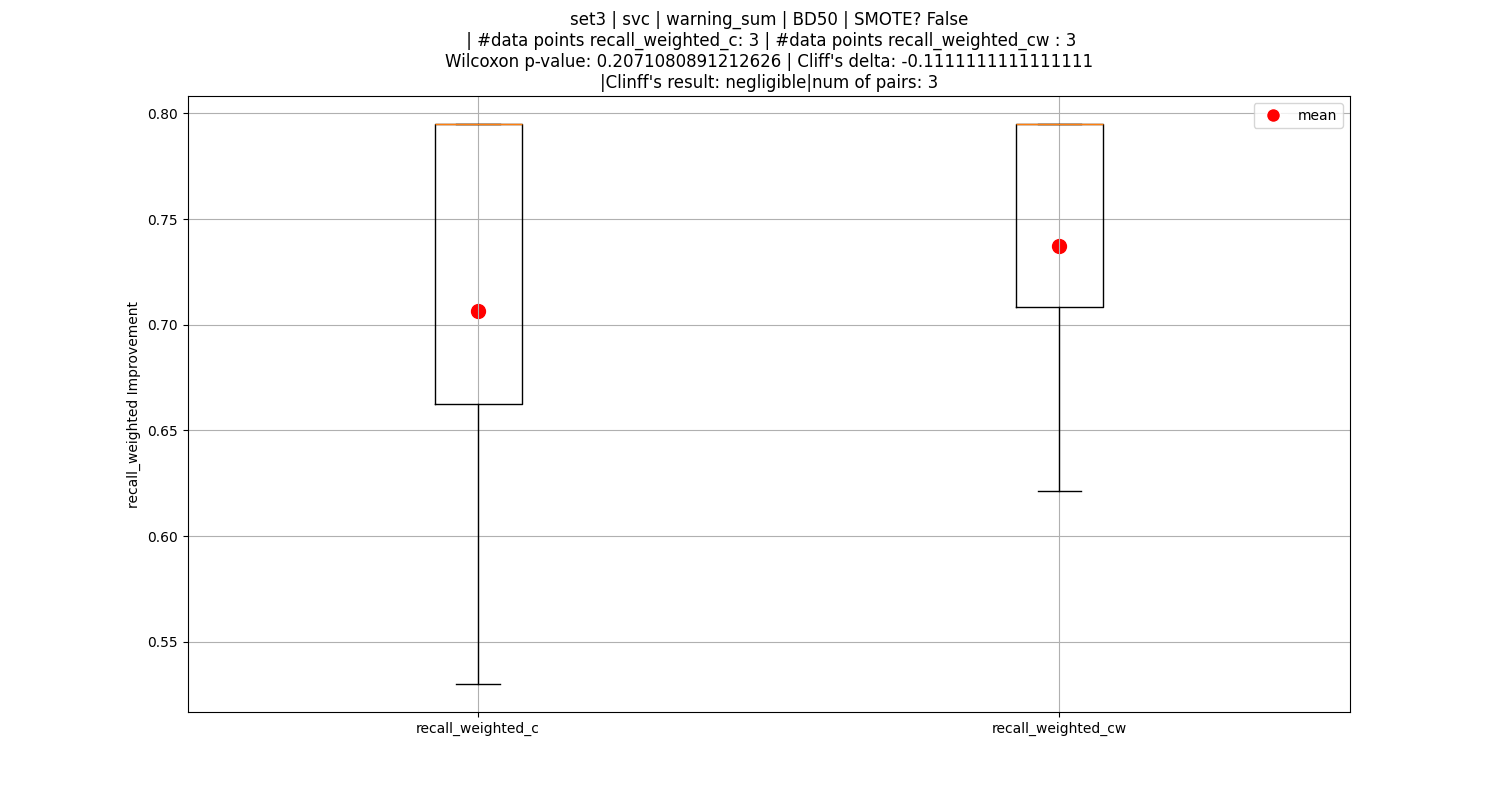 set3 | svc | warning_sum | BD50 | SMOTE? False
| #data points recall_weighted_c: 3 | #data points recall_weighted_cw : 3
Wilcoxon p-value: 0.2071080891212626 | Cliff's delta: -0.1111111111111111
|Clinff's result: negligible|num of pairs: 3
mean
recall_weighted Improvement
0.80
0.75
0.70
0.65
0.60
0.55
recall_weighted_c
recall_weighted_cw